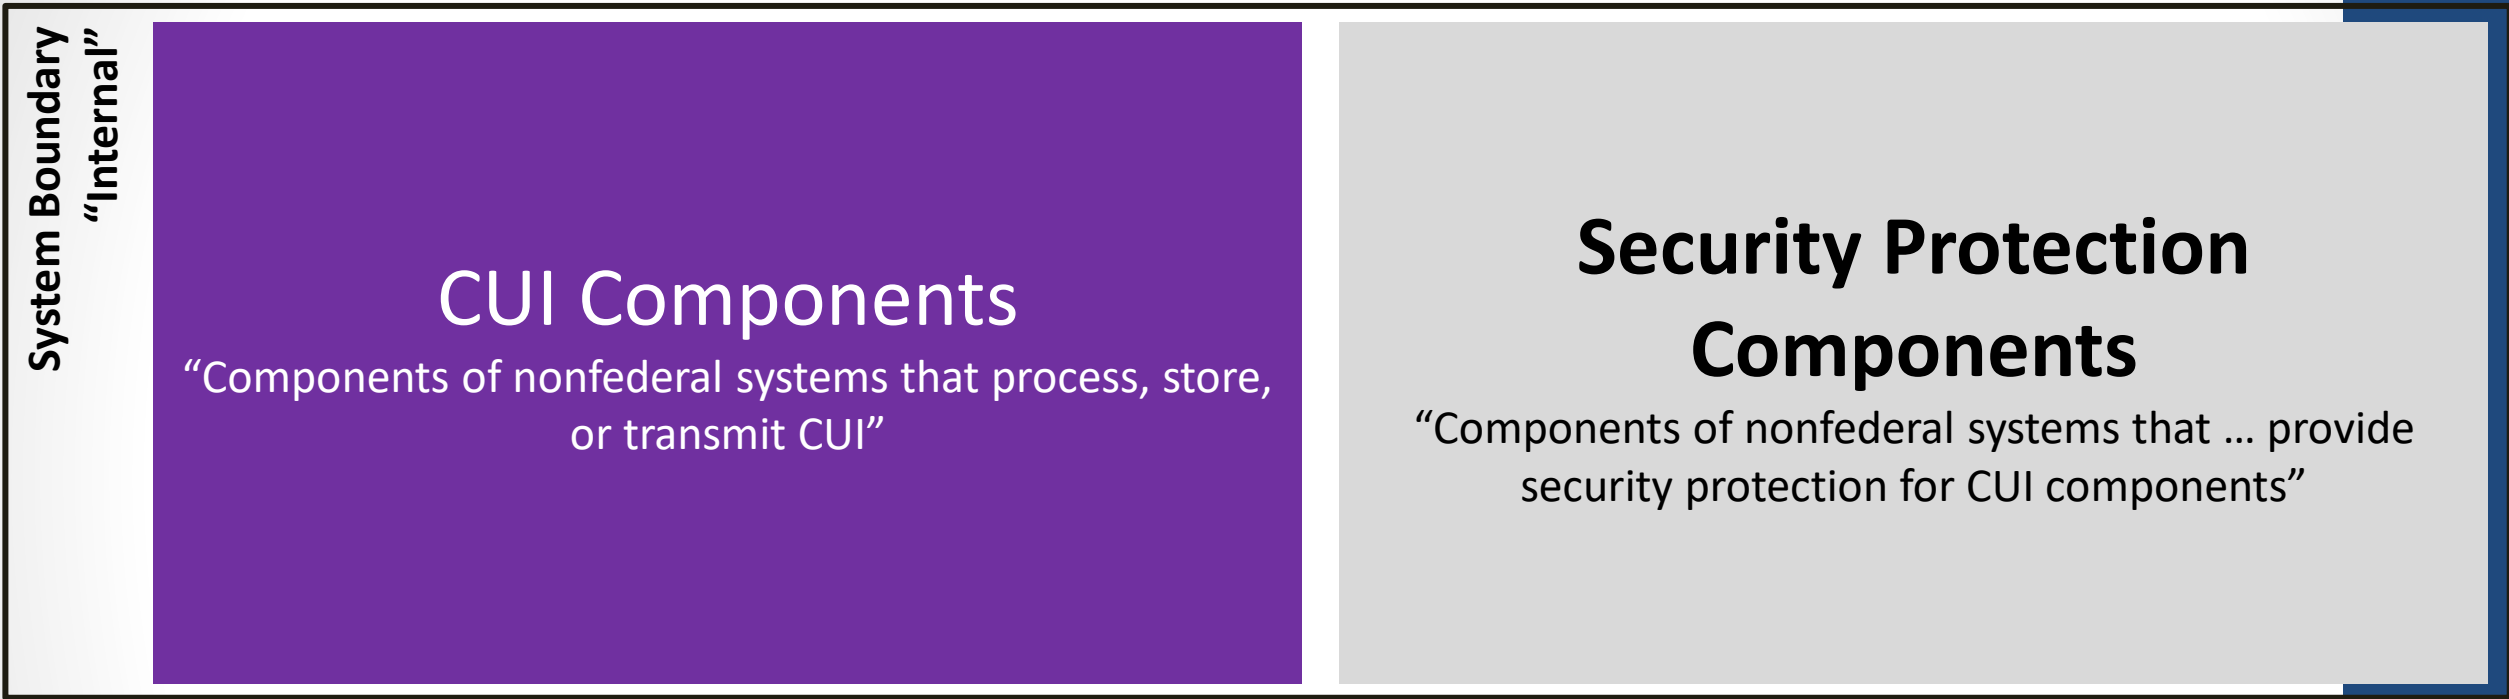 System Boundary
“Internal”
CUI Components
“Components of nonfederal systems that process, store,
or transmit CUI”
Security Protection
Components
“Components of nonfederal systems that … provide
security protection for CUI components”